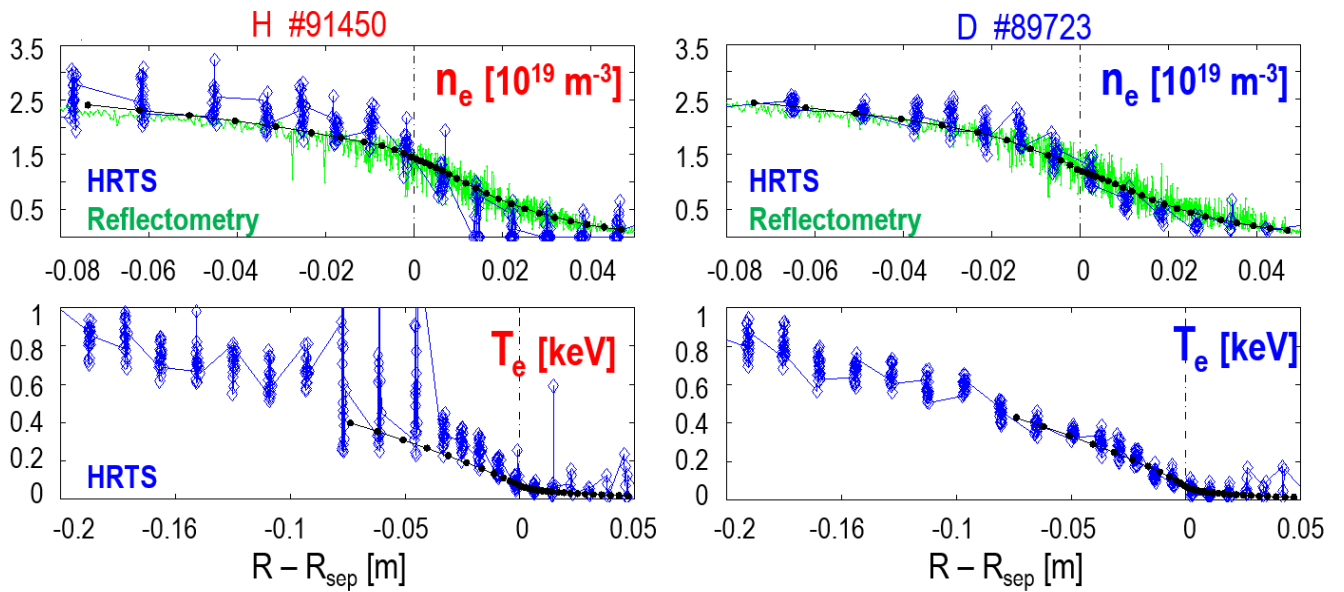 H #91450
D #89723
3.5
2.5
1.5
0.5
n_e [10^19 m^-3]
HRTS
Reflectometry
-0.08 -0.06 -0.04 -0.02 0 0.02 0.04
3.5
2.5
1.5
0.5
n_e [10^19 m^-3]
HRTS
Reflectometry
-0.08 -0.06 -0.04 -0.02 0 0.02 0.04
1
0.8
0.6
0.4
0.2
0
T_e [keV]
HRTS
-0.2 -0.16 -0.1 -0.05 0 0.05
R – R_sep [m]
1
0.8
0.6
0.4
0.2
0
T_e [keV]
-0.2 -0.16 -0.1 -0.05 0 0.05
R – R_sep [m]